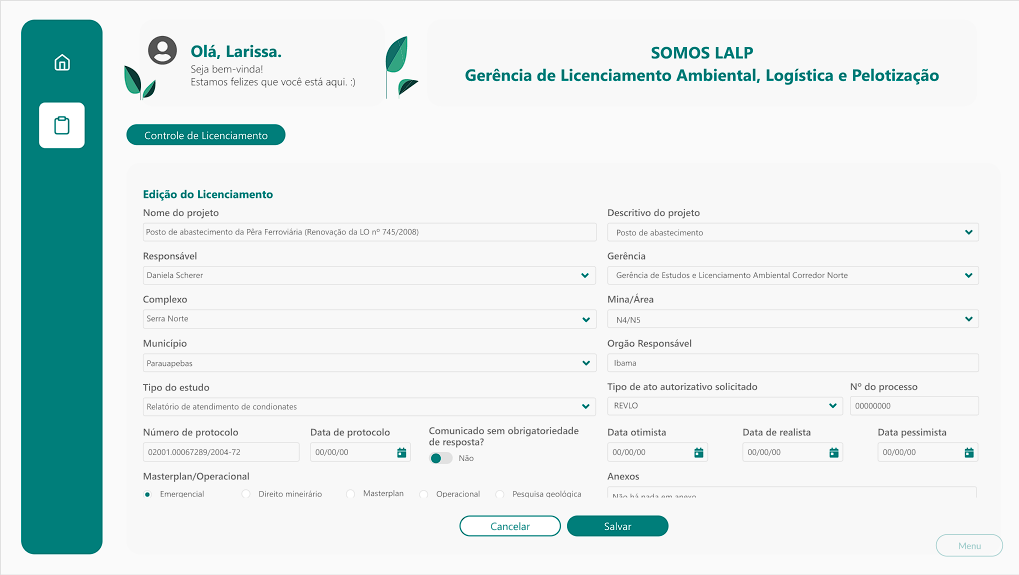 Olá, Larissa.
Seja bem-vinda!
Estamos felizes que você está aqui. :)
SOMOS LALP
Gerência de Licenciamento Ambiental, Logística e Pelotização
Controle de Licenciamento
Edição do Licenciamento
Nome do projeto
Descritivo do projeto
Posto de abastecimento da Pêra Ferroviária (Renovação da LO nº 745/2008)
Posto de abastecimento
Responsável
Gerência
Daniela Scherer
Gerência de Estudos e Licenciamento Ambiental Corredor Norte
Complexo
Mina/Área
Serra Norte
N4/N5
Município
Orgão Responsável
Parauapebas
Ibama
Tipo do estudo
Tipo de ato autorizativo solicitado
Nº do processo
Relatório de atendimento de condionates
REVLO
00000000
Número de protocolo
Data de protocolo
Comunicado sem obrigatoriedade
de resposta?
Data otimista
Data de realista
Data pessimista
02001.00067289/2004-72
00/00/00
Não
00/00/00
00/00/00
00/00/00
Masterplan/Operacional
Anexos
Emergencial
Direito mineirário
Masterplan
Operacional
Pesquisa geológica
Não há nada em anexo
Cancelar
Salvar
Menu